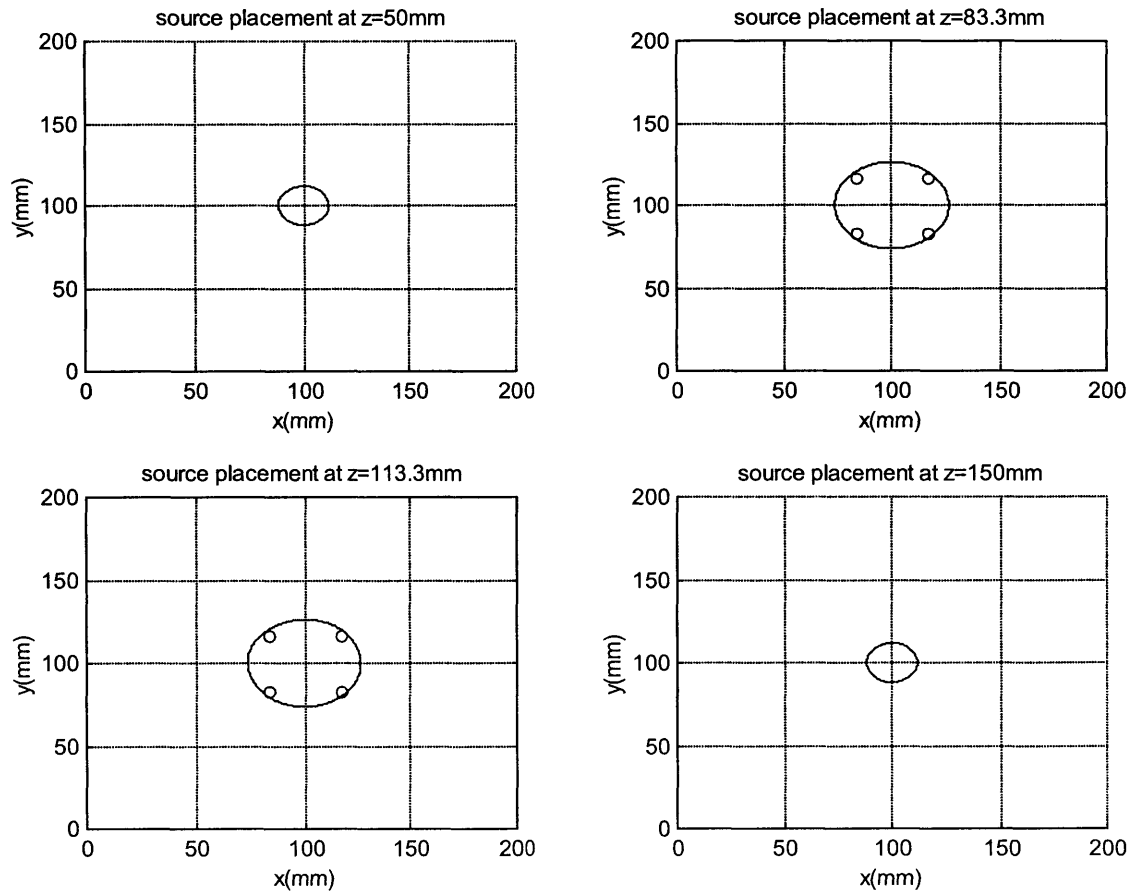 source placement at z=50mm
200
150
100
50
0
y(mm)
0 50 100 150 200
x(mm)
source placement at z=83.3mm
200
150
100
50
0
y(mm)
0 50 100 150 200
x(mm)
source placement at z=113.3mm
200
150
100
50
0
y(mm)
0 50 100 150 200
x(mm)
source placement at z=150mm
200
150
100
50
0
y(mm)
0 50 100 150 200
x(mm)